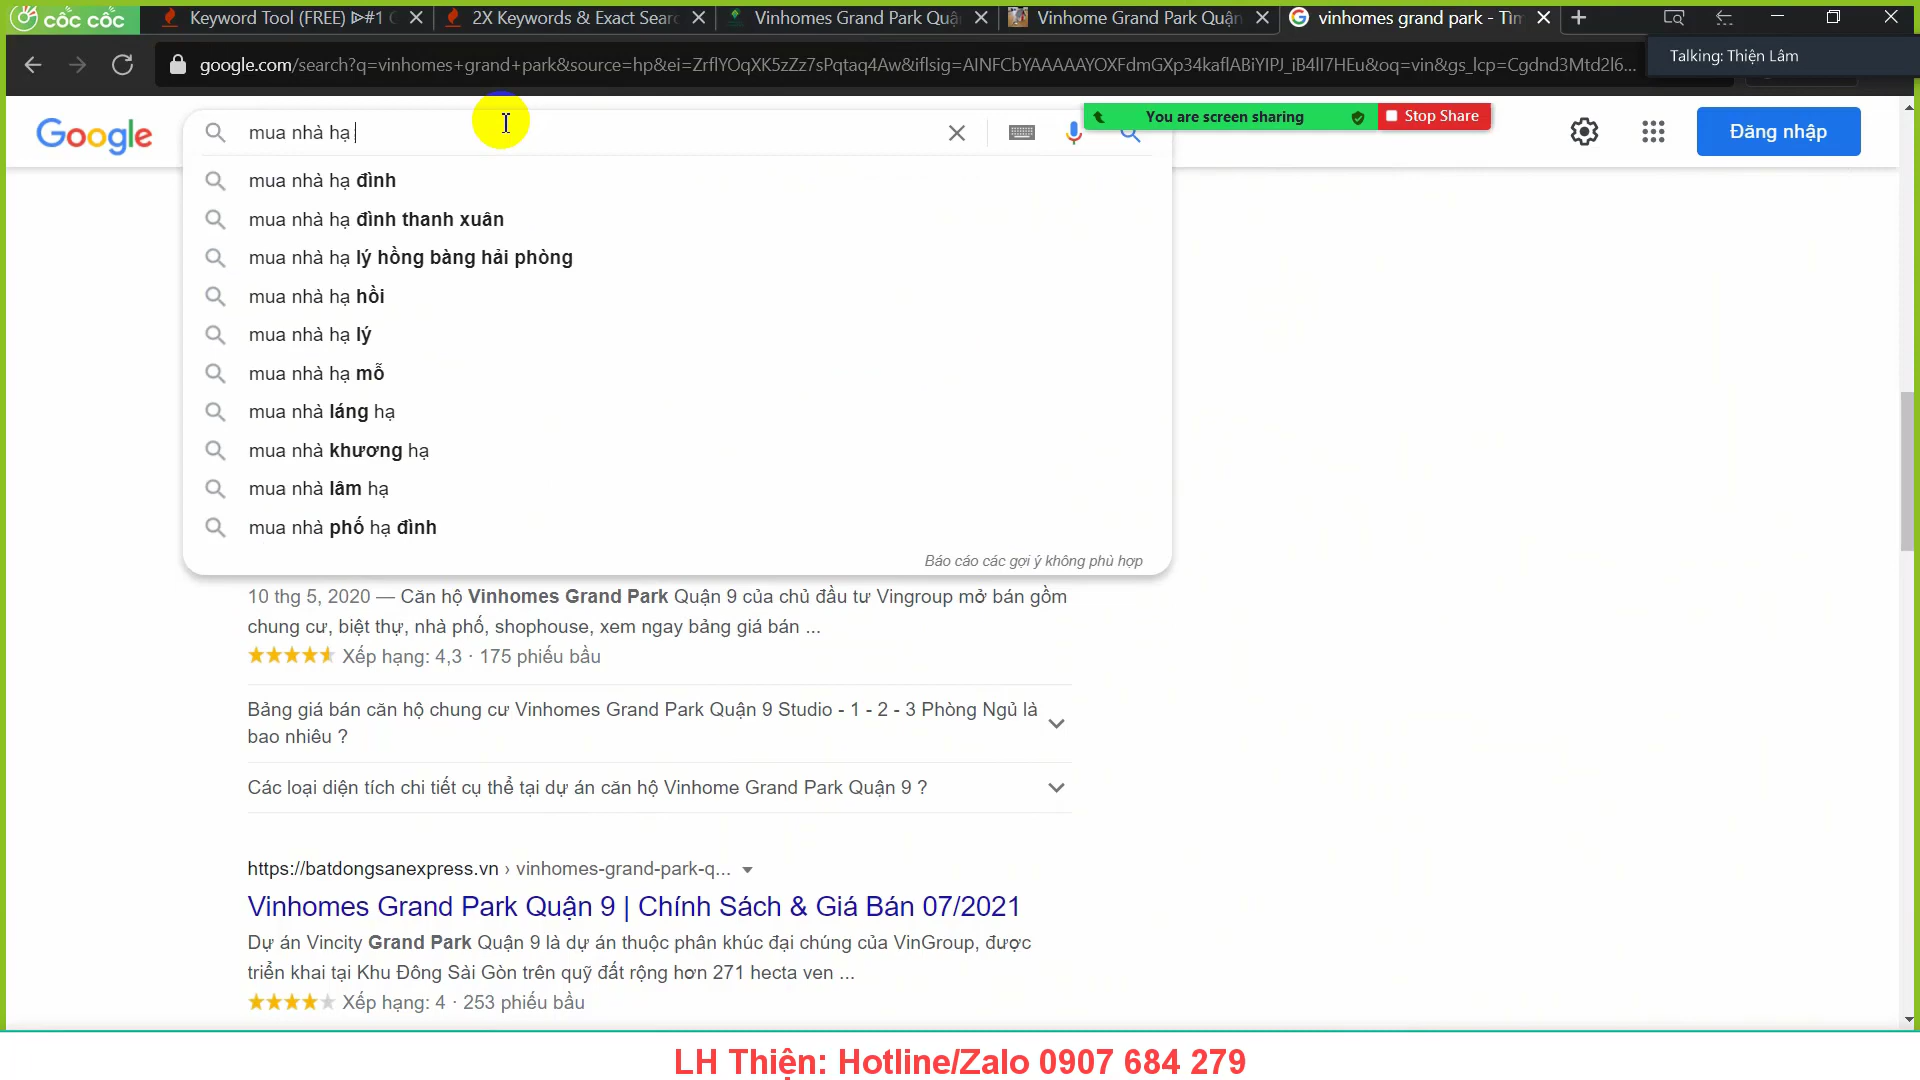 cốc cốc
Keyword Tool (FREE) ᐈ#1
2X Keywords & Exact Sear
Vinhomes Grand Park Quậ
Vinhome Grand Park Quận
vinhomes grand park - Tìm
google.com/search?q=vinhomes+grand+park&source=hp&ei=ZrflYOqXK5zZz7sPqtaq4Aw&iflsig=AINFCbYAAAAAYOXFdmGXp34kaflABiYIPJ_iB4lI7HEu&oq=vin&gs_lcp=Cgdnd3Mtd2l6...
Talking: Thiện Lâm
Google
mua nhà hạ
You are screen sharing
Stop Share
Đăng nhập
mua nhà hạ đình
mua nhà hạ đình thanh xuân
mua nhà hạ lý hồng bàng hải phòng
mua nhà hạ hồi
mua nhà hạ lý
mua nhà hạ mỗ
mua nhà láng hạ
mua nhà khương hạ
mua nhà lâm hạ
mua nhà phố hạ đình
Báo cáo các gợi ý không phù hợp
10 thg 5, 2020 — Căn hộ Vinhomes Grand Park Quận 9 của chủ đầu tư Vingroup mở bán gồm
chung cư, biệt thự, nhà phố, shophouse, xem ngay bảng giá bán ...
Xếp hạng: 4,3 · 175 phiếu bầu
Bảng giá bán căn hộ chung cư Vinhomes Grand Park Quận 9 Studio - 1 - 2 - 3 Phòng Ngủ là
bao nhiêu ?
Các loại diện tích chi tiết cụ thể tại dự án căn hộ Vinhome Grand Park Quận 9 ?
https://batdongsanexpress.vn › vinhomes-grand-park-q...
Vinhomes Grand Park Quận 9 | Chính Sách & Giá Bán 07/2021
Dự án Vincity Grand Park Quận 9 là dự án thuộc phân khúc đại chúng của VinGroup, được
triển khai tại Khu Đông Sài Gòn trên quỹ đất rộng hơn 271 hecta ven ...
Xếp hạng: 4 · 253 phiếu bầu
LH Thiện: Hotline/Zalo 0907 684 279